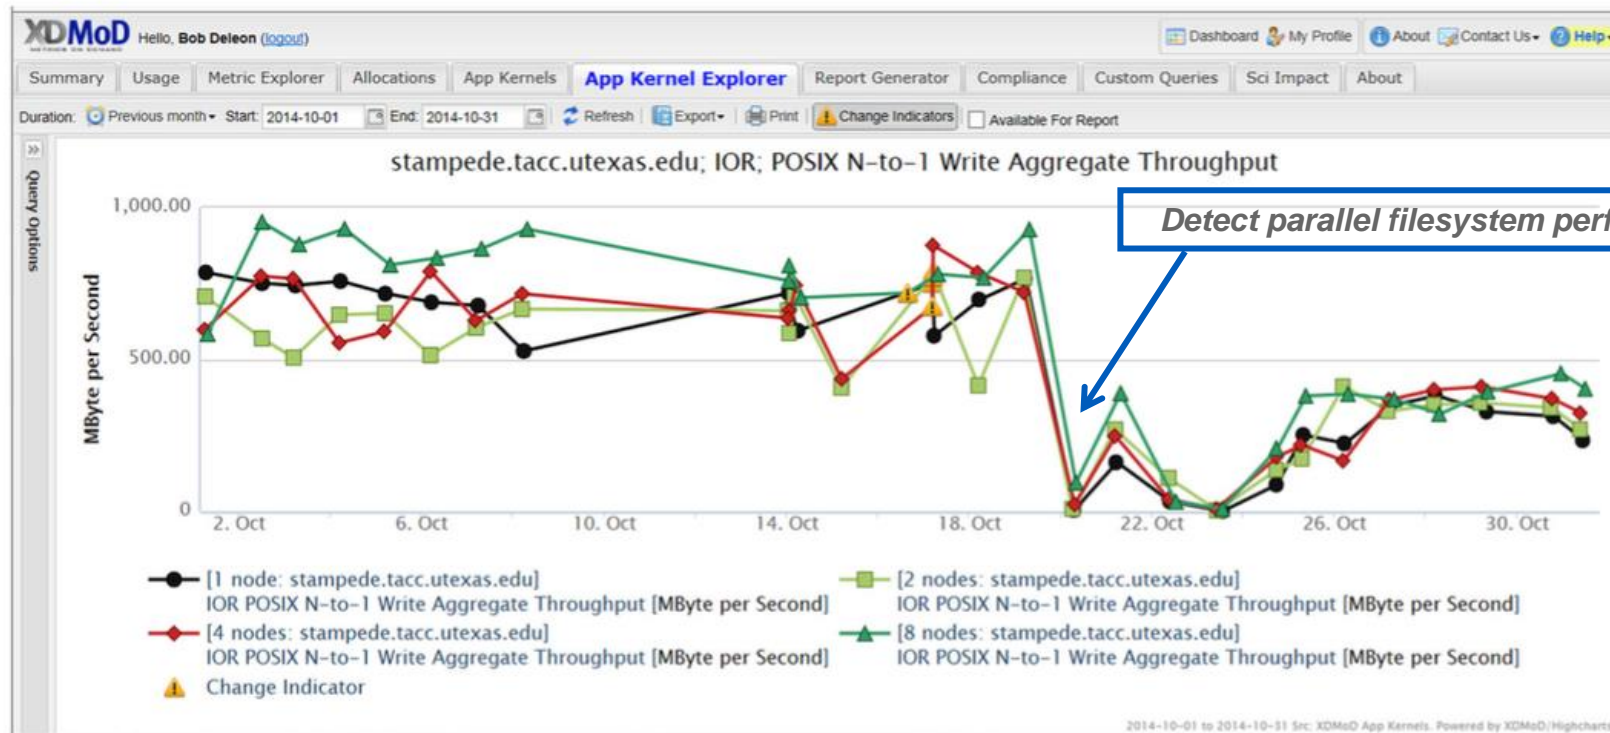 XDMoD Hello, Bob Deleon (logout) Dashboard My Profile About Contact Us Help
METRICS ON DEMAND
Summary Usage Metric Explorer Allocations App Kernels App Kernel Explorer Report Generator Compliance Custom Queries Sci Impact About
Duration: Previous month Start: 2014-10-01 End: 2014-10-31 Refresh Export Print Change Indicators Available For Report
Query Options
stampede.tacc.utexas.edu; IOR; POSIX N-to-1 Write Aggregate Throughput
Detect parallel filesystem perf
MByte per Second
1,000.00
500.00
0
2. Oct 6. Oct 10. Oct 14. Oct 18. Oct 22. Oct 26. Oct 30. Oct
[1 node: stampede.tacc.utexas.edu]
IOR POSIX N-to-1 Write Aggregate Throughput [MByte per Second]
[2 nodes: stampede.tacc.utexas.edu]
IOR POSIX N-to-1 Write Aggregate Throughput [MByte per Second]
[4 nodes: stampede.tacc.utexas.edu]
IOR POSIX N-to-1 Write Aggregate Throughput [MByte per Second]
[8 nodes: stampede.tacc.utexas.edu]
IOR POSIX N-to-1 Write Aggregate Throughput [MByte per Second]
Change Indicator
2014-10-01 to 2014-10-31 Src: XDMoD App Kernels. Powered by XDMoD/Highcharts